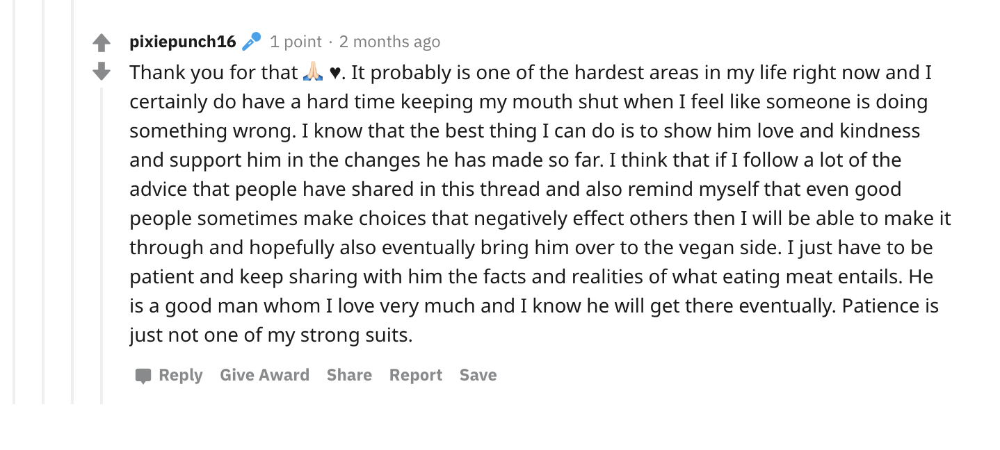 pixiepunch16 🎤 1 point · 2 months ago
Thank you for that 🙏🏻 ♥. It probably is one of the hardest areas in my life right now and I
certainly do have a hard time keeping my mouth shut when I feel like someone is doing
something wrong. I know that the best thing I can do is to show him love and kindness
and support him in the changes he has made so far. I think that if I follow a lot of the
advice that people have shared in this thread and also remind myself that even good
people sometimes make choices that negatively effect others then I will be able to make it
through and hopefully also eventually bring him over to the vegan side. I just have to be
patient and keep sharing with him the facts and realities of what eating meat entails. He
is a good man whom I love very much and I know he will get there eventually. Patience is
just not one of my strong suits.
Reply Give Award Share Report Save